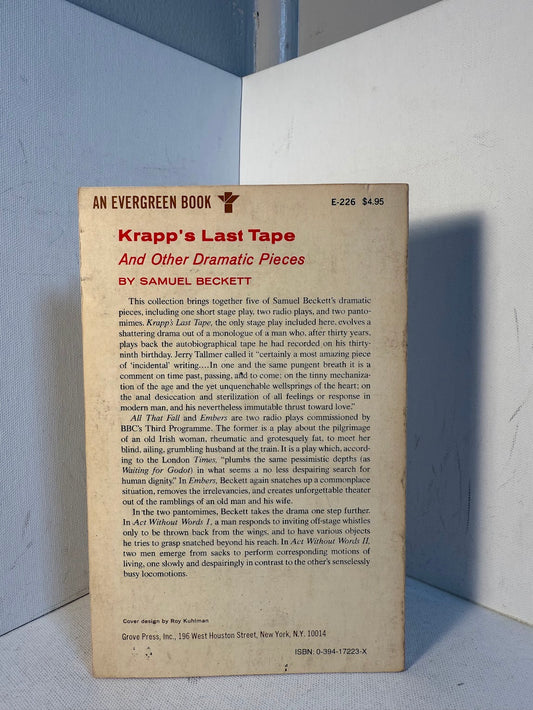 AN EVERGREEN BOOK E-226 $4.95
Krapp's Last Tape
And Other Dramatic Pieces
BY SAMUEL BECKETT
This collection brings together five of Samuel Beckett's dramatic
pieces, including one short stage play, two radio plays, and two panto-
mimes. Krapp's Last Tape, the only stage play included here, evolves a
shattering drama out of a monologue of a man who, after thirty years,
plays back the autobiographical tape he had recorded on his thirty-
ninth birthday. Jerry Tallmer called it "certainly a most amazing piece
of 'incidental' writing....In one and the same pungent breath it is a
comment on time past, passing, and to come; on the tinny mechaniza-
tion of the age and the yet unquenchable wellsprings of the heart; on
the anal desiccation and sterilization of all feelings or response in
modern man, and his nevertheless immutable thrust toward love."
All That Fall and Embers are two radio plays commissioned by
BBC's Third Programme. The former is a play about the pilgrimage
of an old Irish woman, rheumatic and grotesquely fat, to meet her
blind, ailing, grumbling husband at the train. It is a play which, accord-
ing to the London Times, "plumbs the same pessimistic depths (as
Waiting for Godot) in what seems a no less despairing search for
human dignity." In Embers, Beckett again snatches up a commonplace
situation, removes the irrelevancies, and creates unforgettable theater
out of the ramblings of an old man and his wife.
In the two pantomimes, Beckett takes the drama one step further.
In Act Without Words I, a man responds to inviting off-stage whistles
only to be thrown back from the wings, and to have various objects
he tries to grasp snatched beyond his reach. In Act Without Words II,
two men emerge from sacks to perform corresponding motions of
living, one slowly and despairingly in contrast to the other's senselessly
busy locomotions.
Cover design by Roy Kuhlman
Grove Press, Inc., 196 West Houston Street, New York, N.Y. 10014
ISBN: 0-394-17223-X